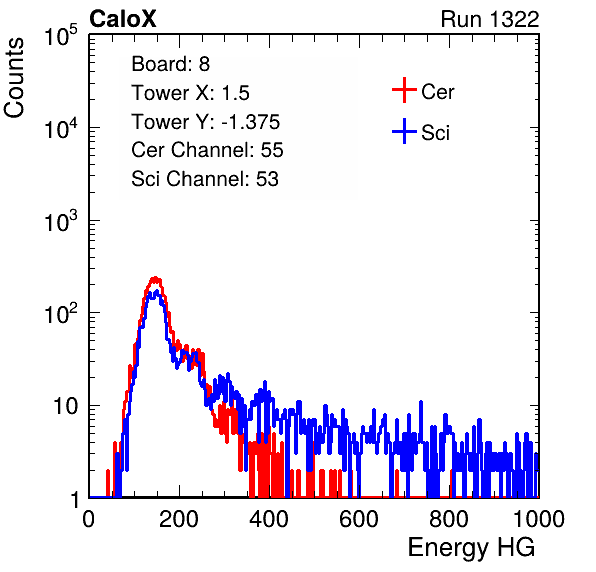 CaloX Run 1322
Counts
10^5
10^4
10^3
10^2
10
1
Board: 8
Tower X: 1.5
Tower Y: -1.375
Cer Channel: 55
Sci Channel: 53
Cer
Sci
0 200 400 600 800 1000
Energy HG